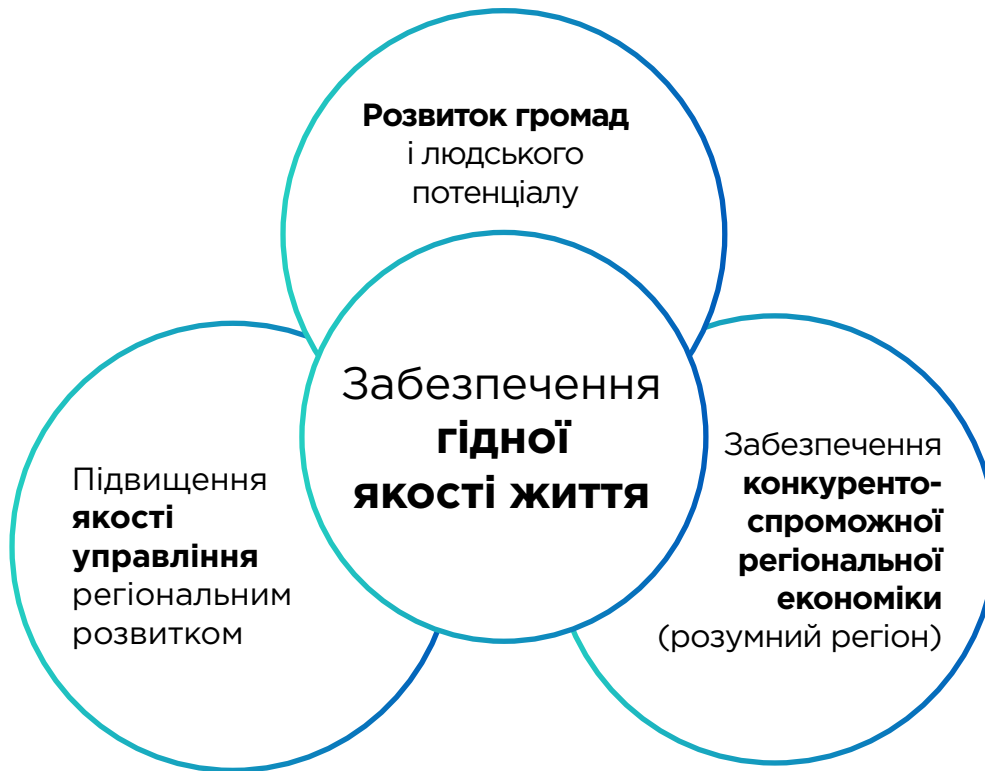 Розвиток громад
і людського
потенціалу
Забезпечення
гідної
якості життя
Підвищення
якості
управління
регіональним
розвитком
Забезпечення
конкуренто-
спроможної
регіональної
економіки
(розумний регіон)